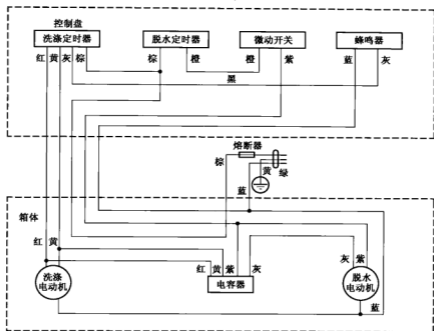 控制盘
洗涤定时器 脱水定时器 微动开关 蜂鸣器
红 黄 灰 棕 棕 橙 橙 紫 蓝 灰
黑
熔断器
棕 黄 绿
蓝
箱体
红 黄 红 黄 紫 灰 灰 紫
洗涤电动机 电容器 脱水电动机
蓝